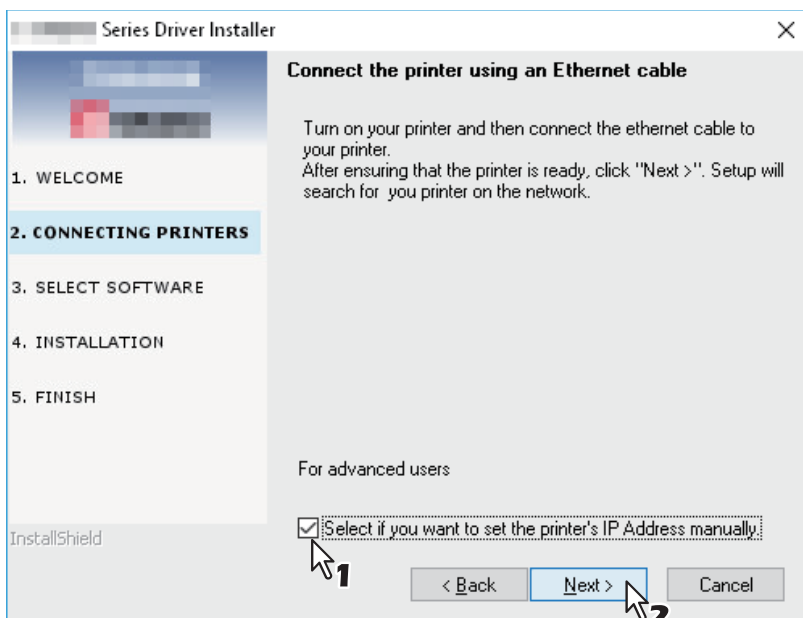 Series Driver Installer
Connect the printer using an Ethernet cable
Turn on your printer and then connect the ethernet cable to
your printer.
After ensuring that the printer is ready, click "Next >". Setup will
search for you printer on the network.
1. WELCOME
2. CONNECTING PRINTERS
3. SELECT SOFTWARE
4. INSTALLATION
5. FINISH
For advanced users
Select if you want to set the printer's IP Address manually.
InstallShield
1
< Back
Next >
Cancel
2